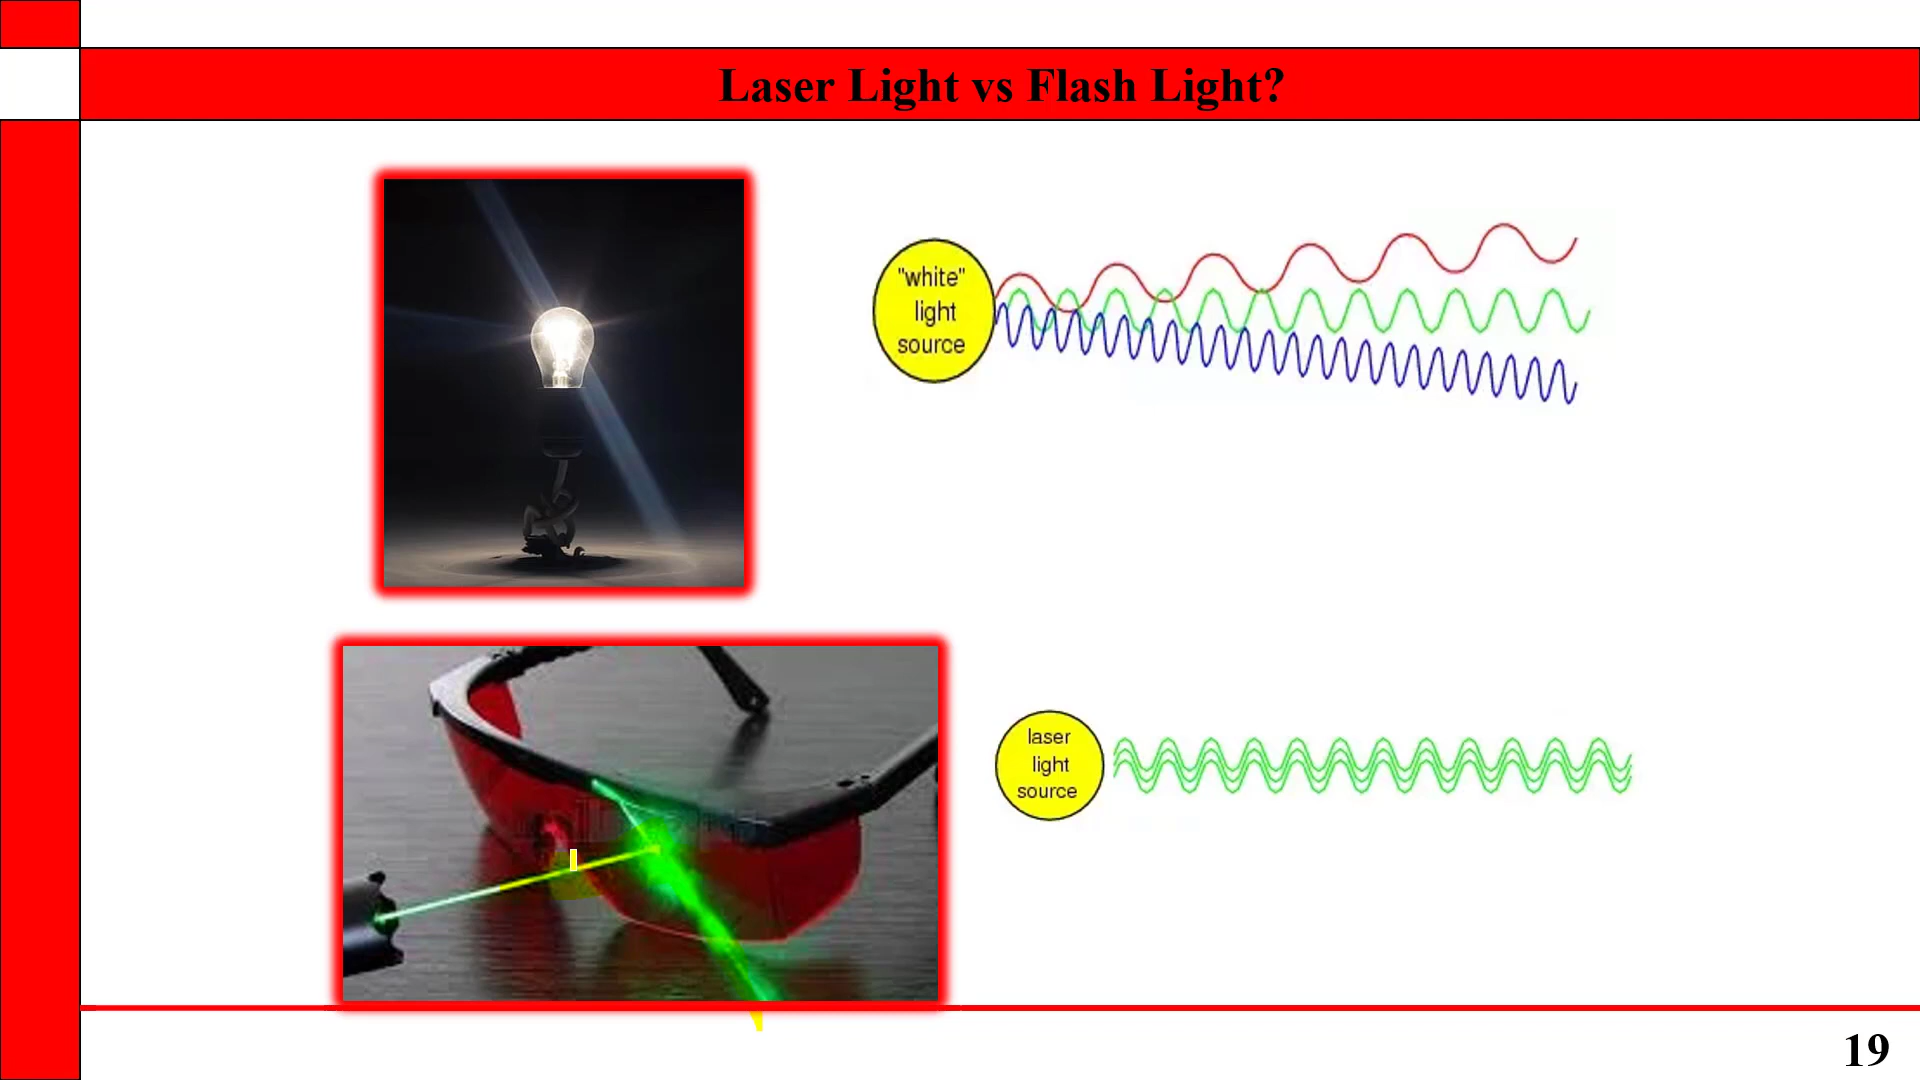 Laser Light vs Flash Light?
"white"
light
source
laser
light
source
19